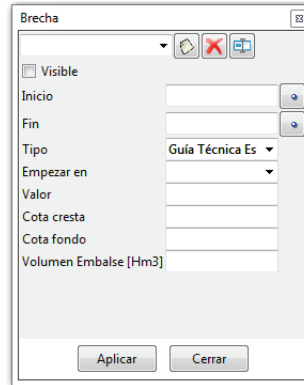 Brecha
Visible
Inicio
Fin
Tipo Guía Técnica Es
Empezar en
Valor
Cota cresta
Cota fondo
Volumen Embalse [Hm3]
Aplicar Cerrar